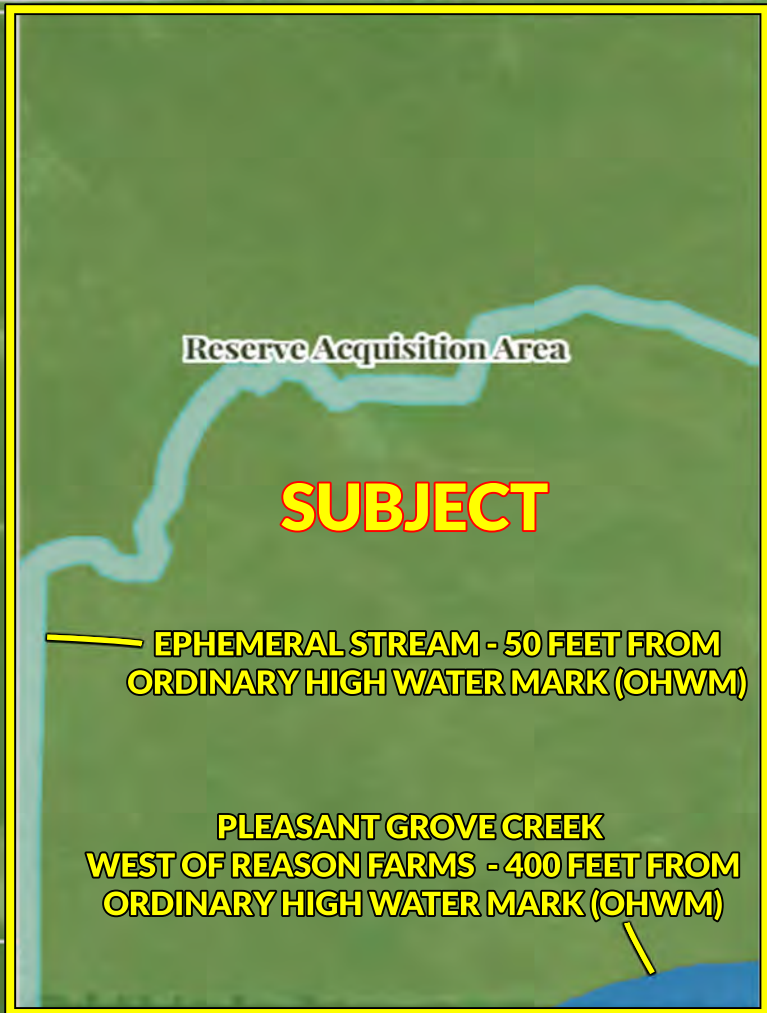 Reserve Acquisition Area
SUBJECT
EPHEMERAL STREAM - 50 FEET FROM
ORDINARY HIGH WATER MARK (OHWM)
PLEASANT GROVE CREEK
WEST OF REASON FARMS - 400 FEET FROM
ORDINARY HIGH WATER MARK (OHWM)